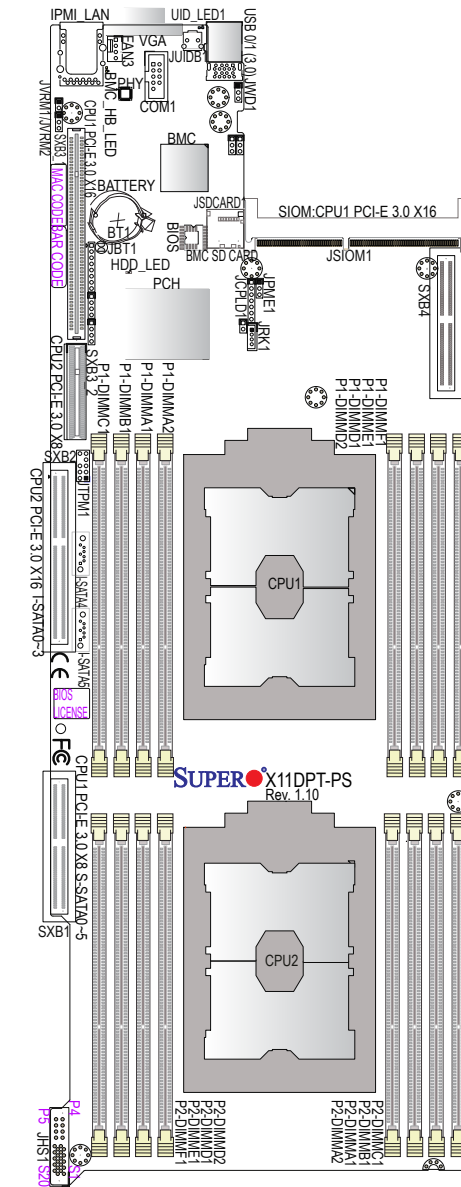 IPMI_LAN
UID_LED1
USB 0/1 (3.0)
FAN3
VGA
JUIDB1
JWD1
BMC_HB_LED
PHY
COM1
JVRM1
JVRIM2
SXB3_1
CPU1 PCI-E 3.0 X16
BMC
MAC CODE
BAR CODE
BATTERY
BT1
JBT1
HDD_LED
BIOS
JSDCARD1
BMC SD CARD
SIOM:CPU1 PCI-E 3.0 X16
JSIOM1
PCH
JCPLD1
JPME1
JRK1
SXB4
SXB3_2
CPU2 PCI-E 3.0 X8
P1-DIMMC1
P1-DIMMB1
P1-DIMMA1
P1-DIMMA2
P1-DIMMF1
P1-DIMME1
P1-DIMMD1
P1-DIMMD2
SXB2
JTPM1
CPU2 PCI-E 3.0 X16 I-SATA0~3
I-SATA4
I-SATA5
CPU1
BIOS
LICENSE
SUPER X11DPT-PS
Rev. 1.10
CPU1 PCI-E 3.0 X8 S-SATA0~5
SXB1
CPU2
P2-DIMMF1
P2-DIMME1
P2-DIMMD1
P2-DIMMD2
P2-DIMMC1
P2-DIMMB1
P2-DIMMA1
P2-DIMMA2
P4
P5
JHS1
S1
S20